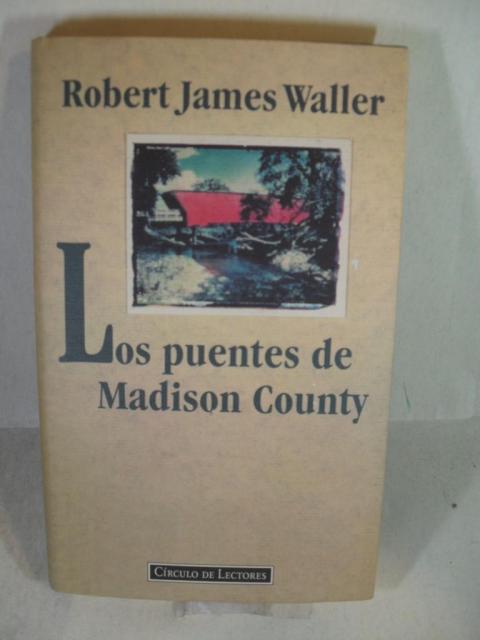 Robert James Waller
Los puentes de
Madison County
CÍRCULO DE LECTORES